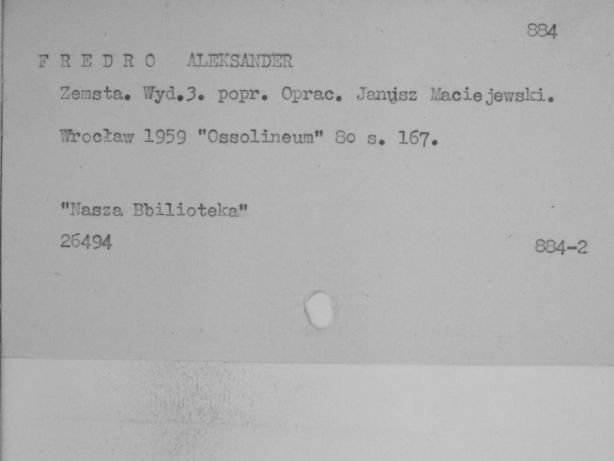 884
F R E D R O ALEKSANDER
Zemsta. Wyd.3. popr. Oprac. Janusz Maciejewski.
Wrocław 1959 "Ossolineum" 8o s. 167.
"Nasza Bbilioteka"
26494
884-2